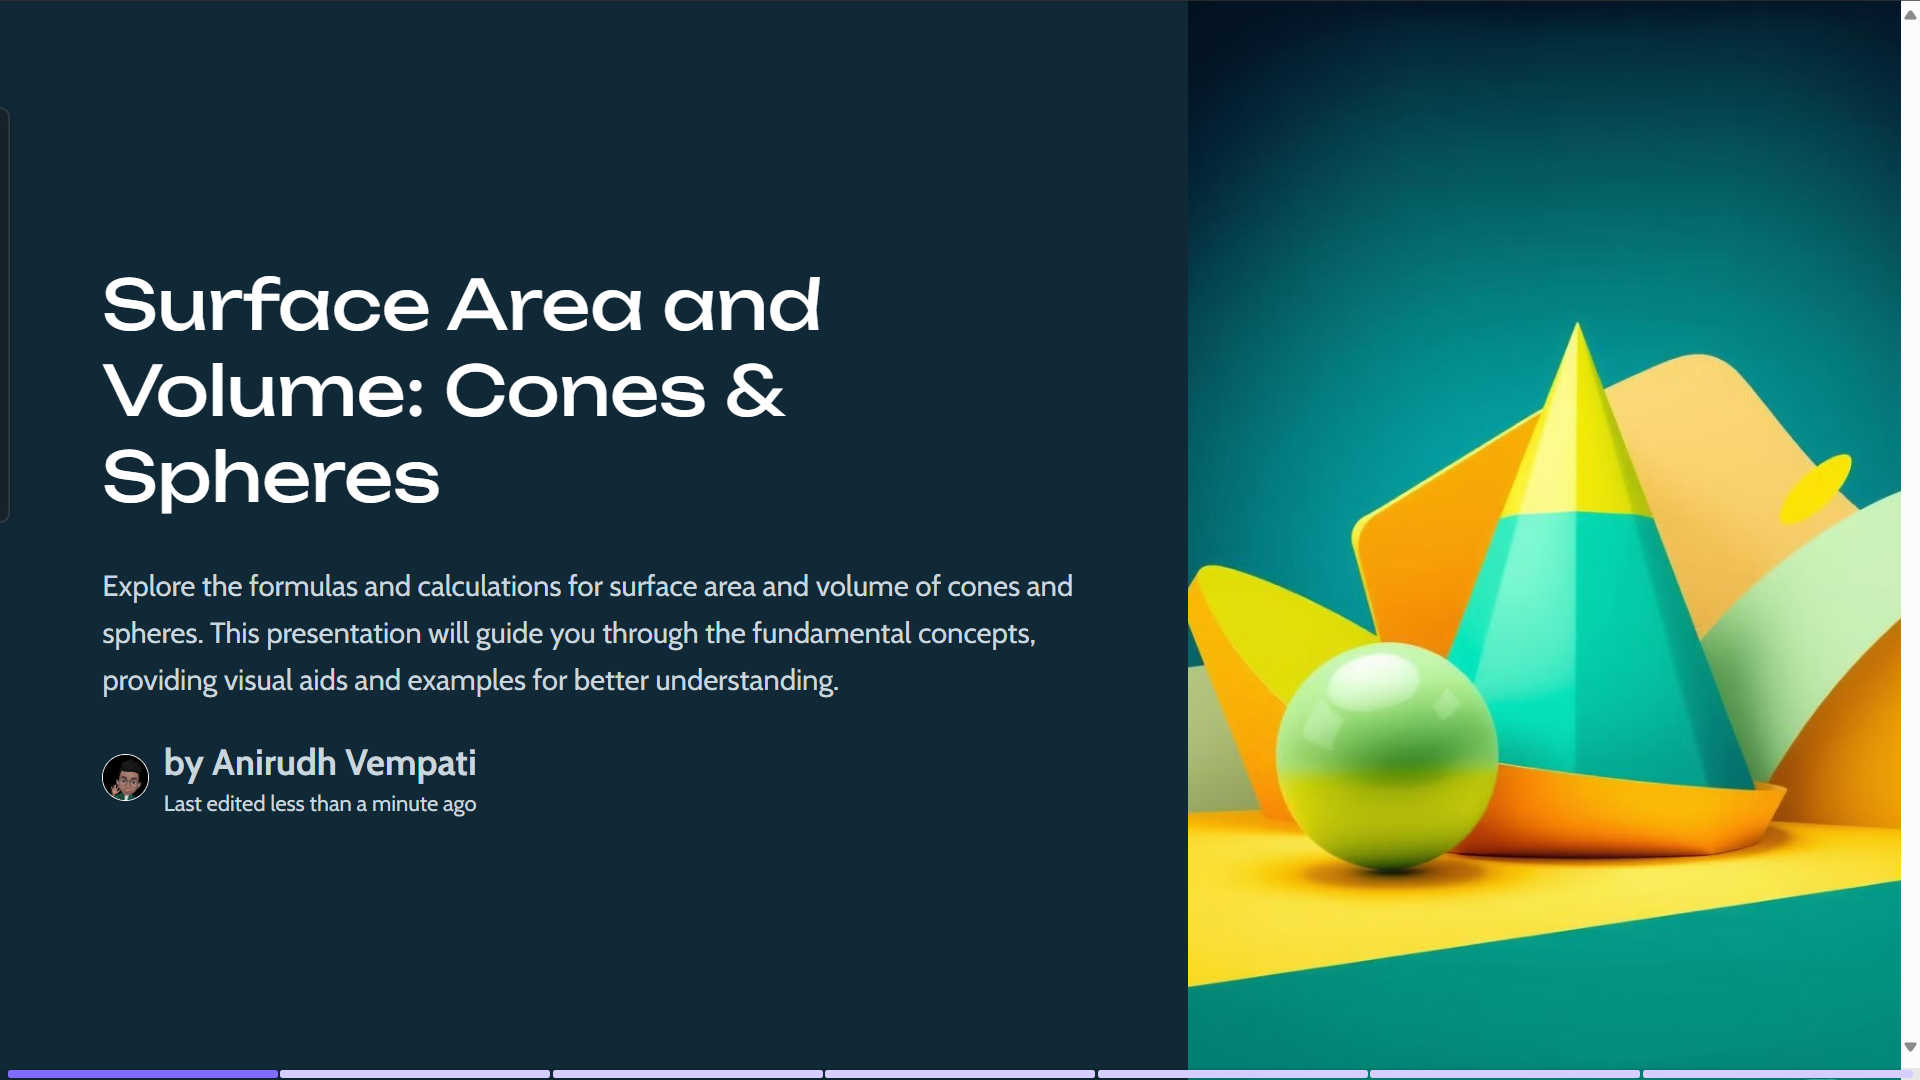 Surface Area and
Volume: Cones &
Spheres
Explore the formulas and calculations for surface area and volume of cones and
spheres. This presentation will guide you through the fundamental concepts,
providing visual aids and examples for better understanding.
by Anirudh Vempati
Last edited less than a minute ago